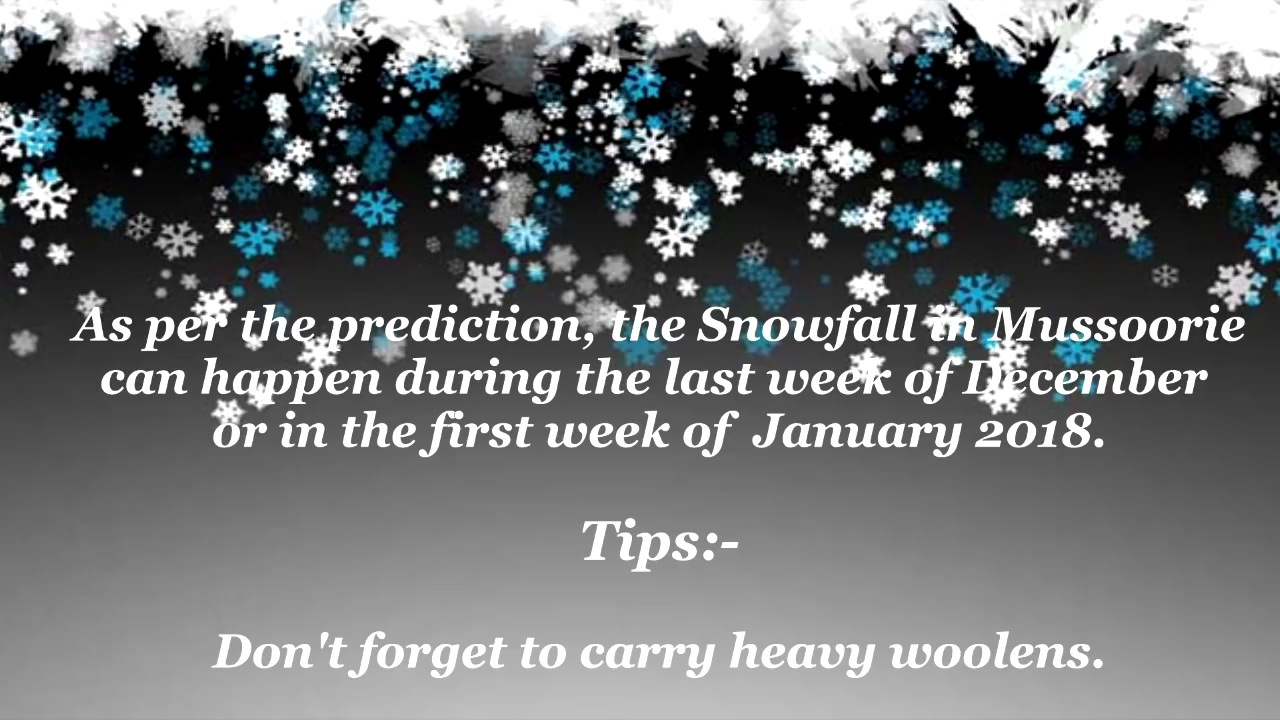 As per the prediction, the Snowfall in Mussoorie
can happen during the last week of December
or in the first week of January 2018.
Tips:-
Don't forget to carry heavy woolens.